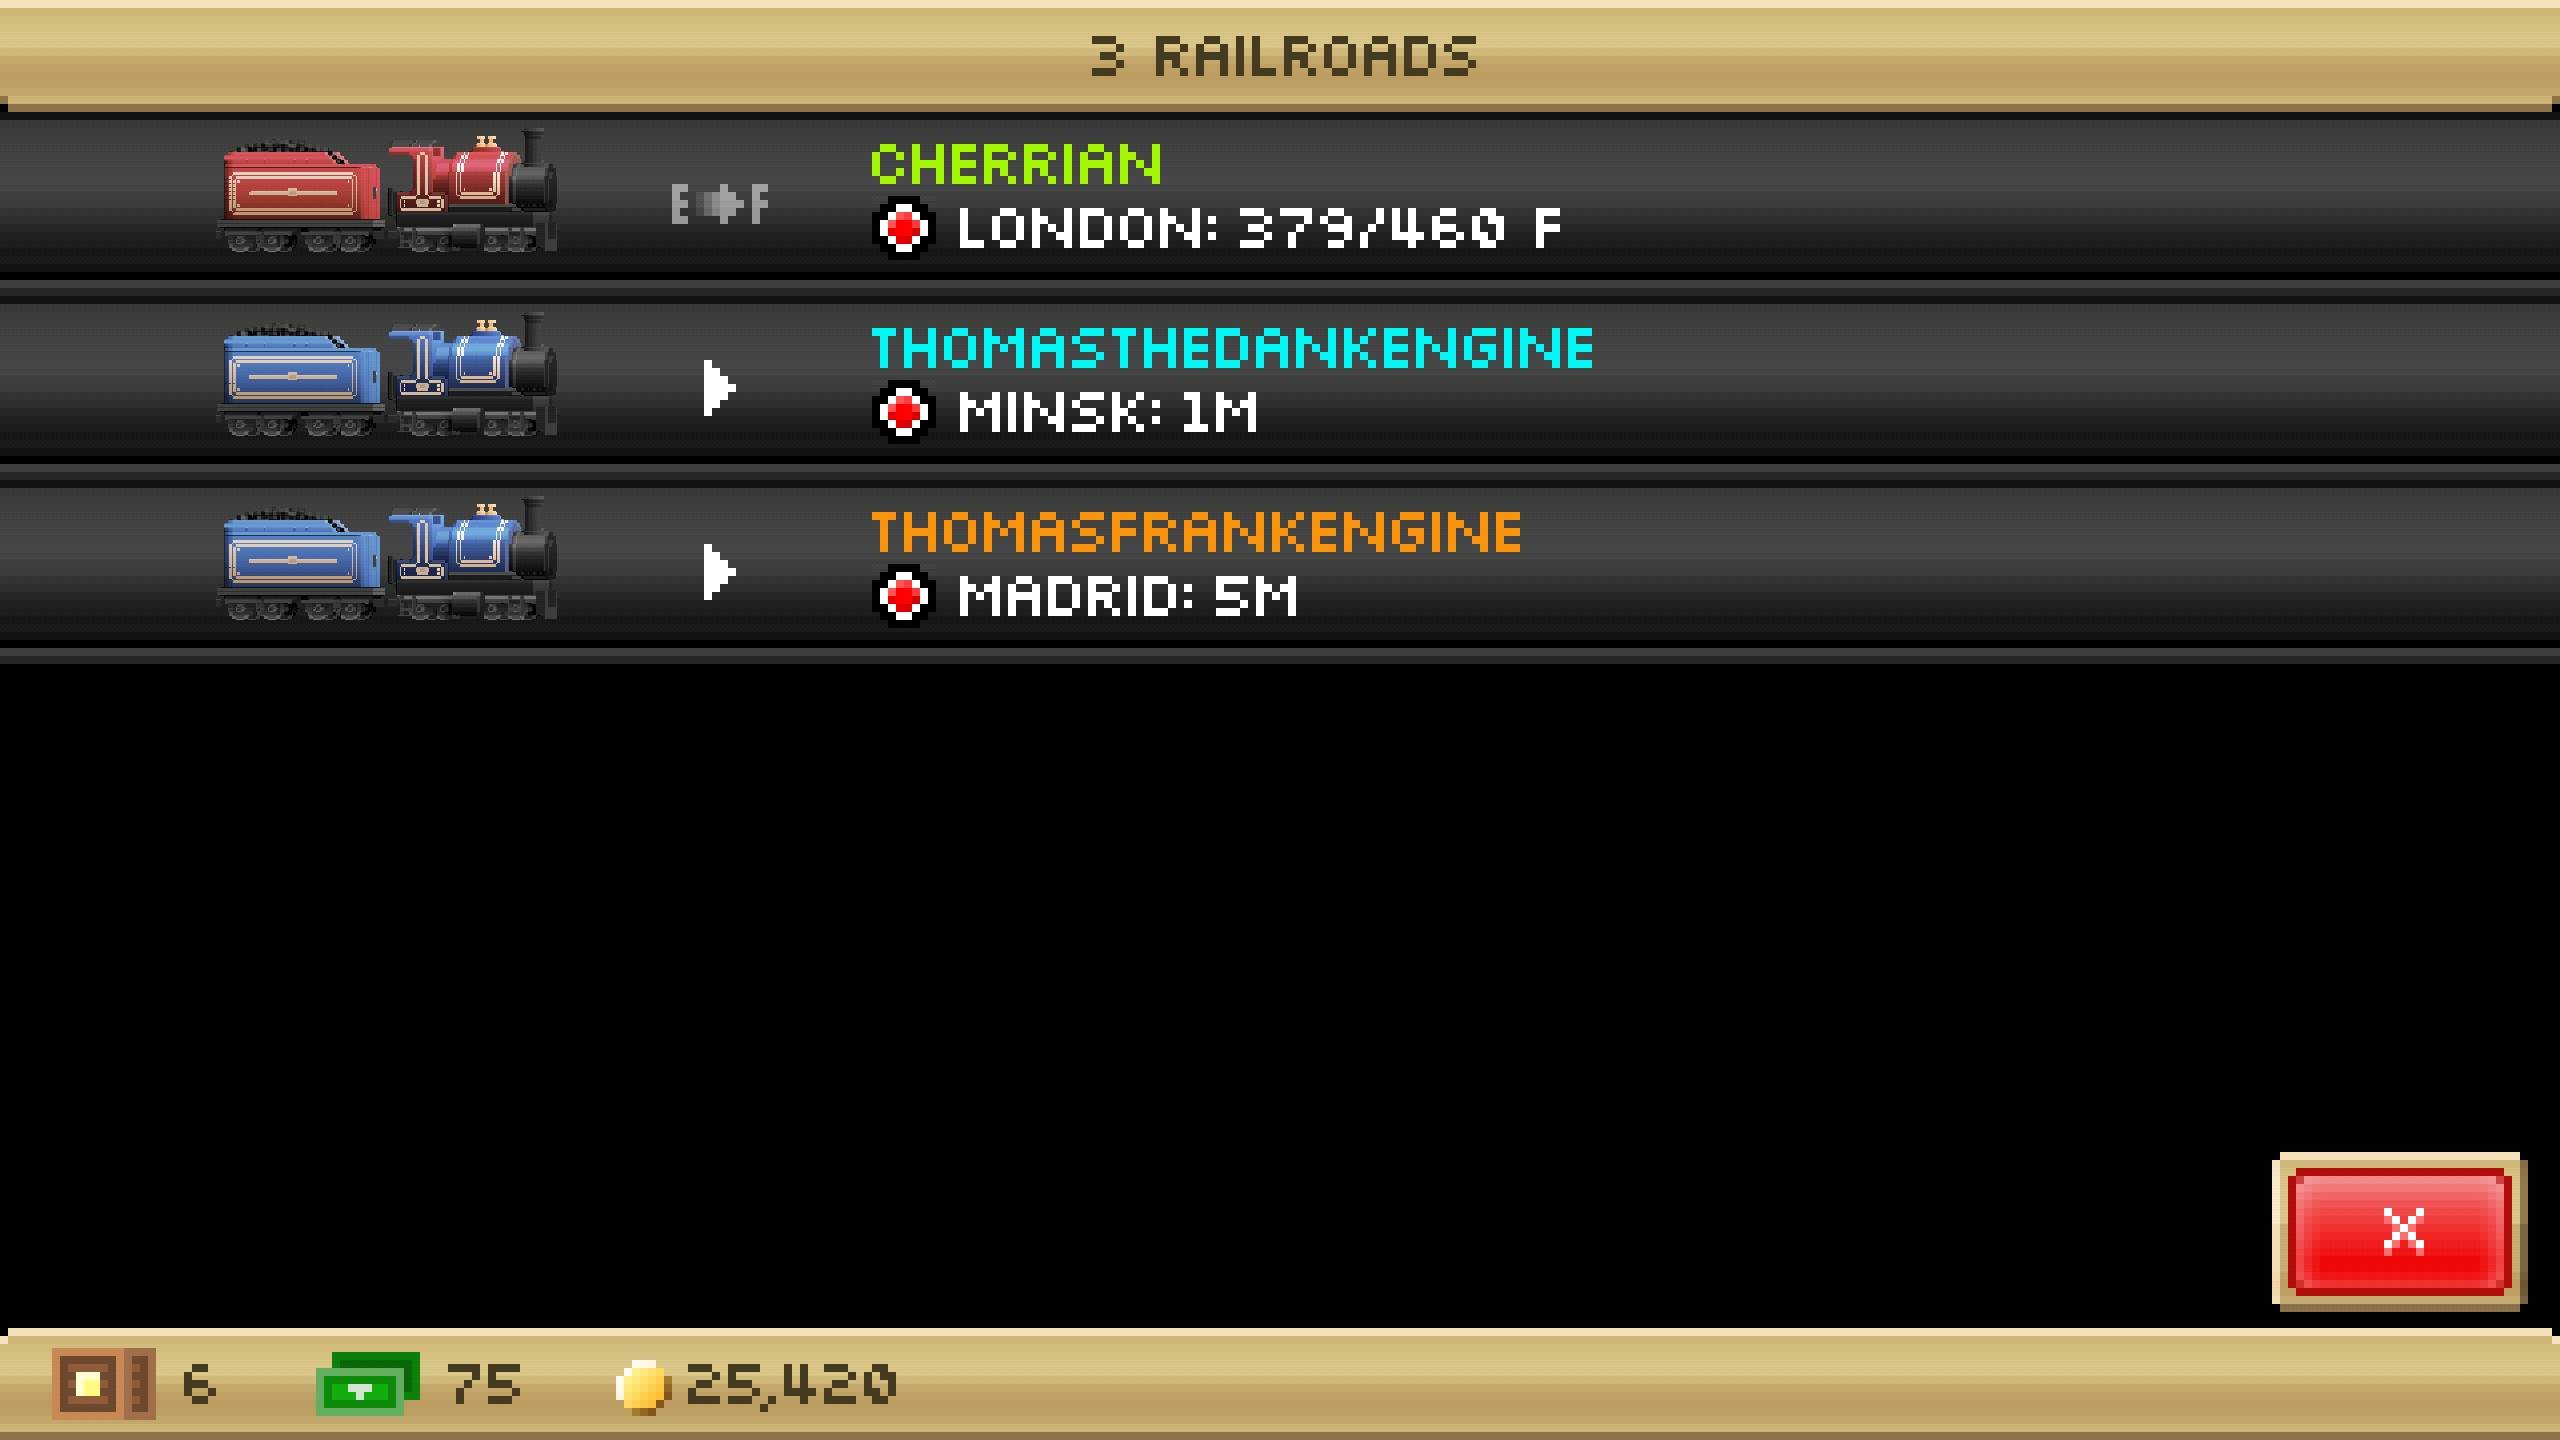 3 RAILROADS
CHERRIAN
E F
LONDON: 379/460 F
THOMASTHEDANKENGINE
MINSK: 1M
THOMASFRANKENGINE
MADRID: 5M
X
6 75 25,420